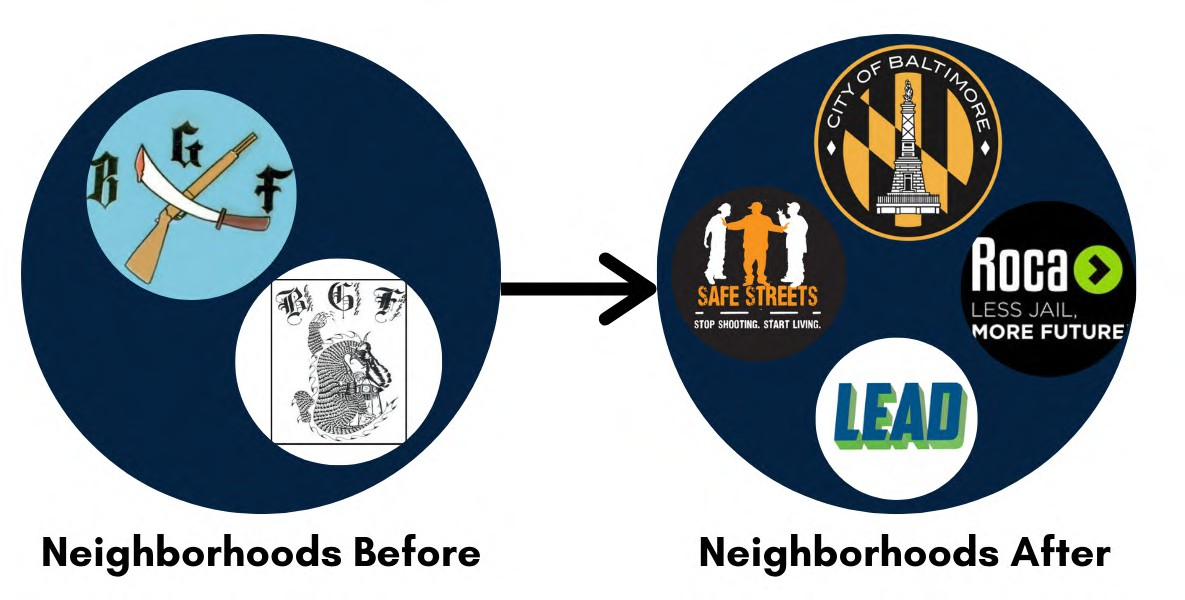 B G F
B G F
Neighborhoods Before
CITY OF BALTIMORE
SAFE STREETS
STOP SHOOTING. START LIVING.
Roca
LESS JAIL,
MORE FUTURE
LEAD
Neighborhoods After